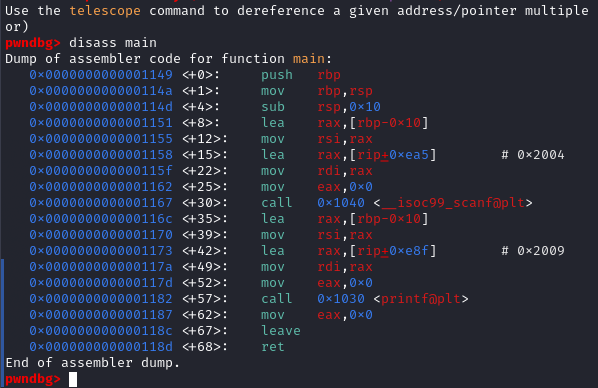 Use the telescope command to dereference a given address/pointer multiple
or)
pwndbg> disass main
Dump of assembler code for function main:
   0x0000000000001149 <+0>:     push   rbp
   0x000000000000114a <+1>:     mov    rbp,rsp
   0x000000000000114d <+4>:     sub    rsp,0x10
   0x0000000000001151 <+8>:     lea    rax,[rbp-0x10]
   0x0000000000001155 <+12>:    mov    rsi,rax
   0x0000000000001158 <+15>:    lea    rax,[rip+0xea5]        # 0x2004
   0x000000000000115f <+22>:    mov    rdi,rax
   0x0000000000001162 <+25>:    mov    eax,0x0
   0x0000000000001167 <+30>:    call   0x1040 <__isoc99_scanf@plt>
   0x000000000000116c <+35>:    lea    rax,[rbp-0x10]
   0x0000000000001170 <+39>:    mov    rsi,rax
   0x0000000000001173 <+42>:    lea    rax,[rip+0xe8f]        # 0x2009
   0x000000000000117a <+49>:    mov    rdi,rax
   0x000000000000117d <+52>:    mov    eax,0x0
   0x0000000000001182 <+57>:    call   0x1030 <printf@plt>
   0x0000000000001187 <+62>:    mov    eax,0x0
   0x000000000000118c <+67>:    leave
   0x000000000000118d <+68>:    ret
End of assembler dump.
pwndbg>